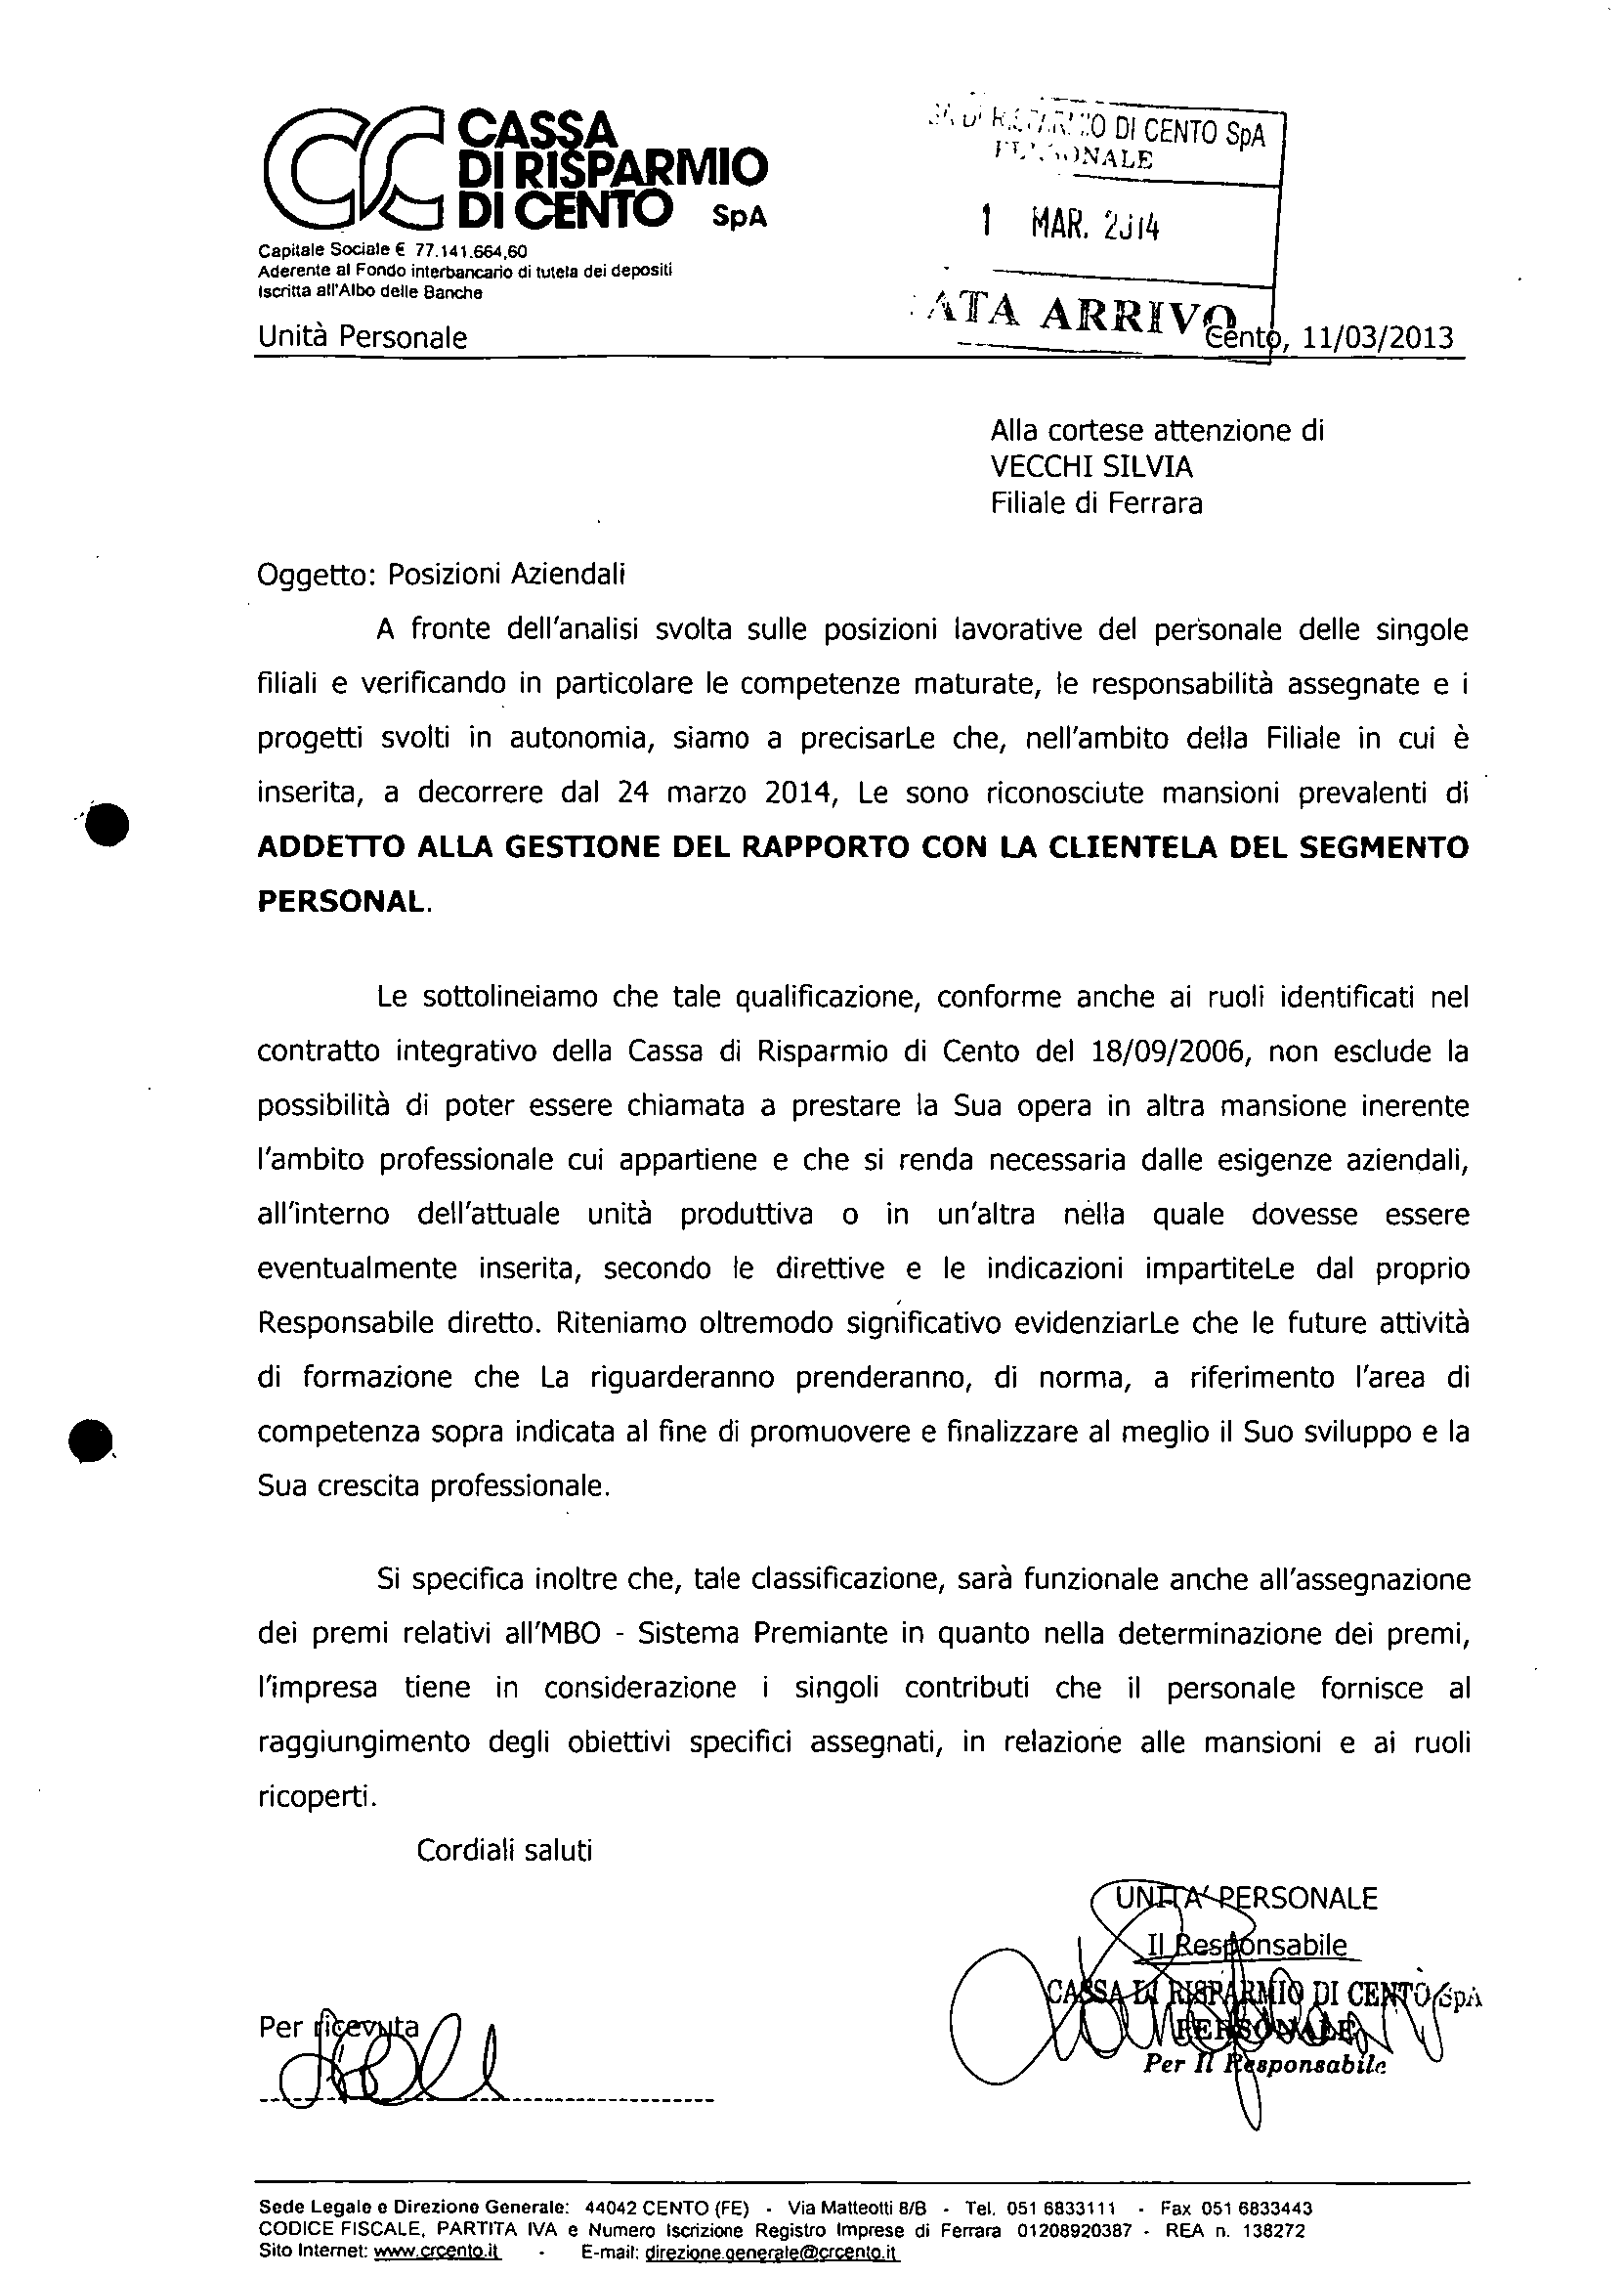 CASSA
DI RISPARMIO
DI CENTO SpA
Capitale Sociale € 77.141.664,60
Aderente al Fondo interbancario di tutela dei depositi
Iscritta all'Albo delle Banche
DI CENTO SpA
MAR.
ARRIVO
Unità Personale
Cento, 11/03/2013
Alla cortese attenzione di
VECCHI SILVIA
Filiale di Ferrara
Oggetto: Posizioni Aziendali
A fronte dell'analisi svolta sulle posizioni lavorative del personale delle singole
filiali e verificando in particolare le competenze maturate, le responsabilità assegnate e i
progetti svolti in autonomia, siamo a precisarLe che, nell'ambito della Filiale in cui è
inserita, a decorrere dal 24 marzo 2014, Le sono riconosciute mansioni prevalenti di
ADDETTO ALLA GESTIONE DEL RAPPORTO CON LA CLIENTELA DEL SEGMENTO
PERSONAL.
Le sottolineiamo che tale qualificazione, conforme anche ai ruoli identificati nel
contratto integrativo della Cassa di Risparmio di Cento del 18/09/2006, non esclude la
possibilità di poter essere chiamata a prestare la Sua opera in altra mansione inerente
l'ambito professionale cui appartiene e che si renda necessaria dalle esigenze aziendali,
all'interno dell'attuale unità produttiva o in un'altra nella quale dovesse essere
eventualmente inserita, secondo le direttive e le indicazioni impartiteLe dal proprio
Responsabile diretto. Riteniamo oltremodo significativo evidenziarLe che le future attività
di formazione che La riguarderanno prenderanno, di norma, a riferimento l'area di
competenza sopra indicata al fine di promuovere e finalizzare al meglio il Suo sviluppo e la
Sua crescita professionale.
Si specifica inoltre che, tale classificazione, sarà funzionale anche all'assegnazione
dei premi relativi all'MBO - Sistema Premiante in quanto nella determinazione dei premi,
l'impresa tiene in considerazione i singoli contributi che il personale fornisce al
raggiungimento degli obiettivi specifici assegnati, in relazione alle mansioni e ai ruoli
ricoperti.
Cordiali saluti
UNITA' PERSONALE
Il Responsabile
CASSA DI RISPARMIO DI CENTO SpA
PERSONALE
Per Il Responsabile
Per ricevuta
Sede Legale e Direzione Generale: 44042 CENTO (FE) - Via Matteotti 8/B - Tel. 051 6833111 - Fax 051 6833443
CODICE FISCALE, PARTITA IVA e Numero Iscrizione Registro Imprese di Ferrara 01208920387 - REA n. 138272
Sito Internet: www.crcento.it - E-mail: direzione.generale@crcento.it